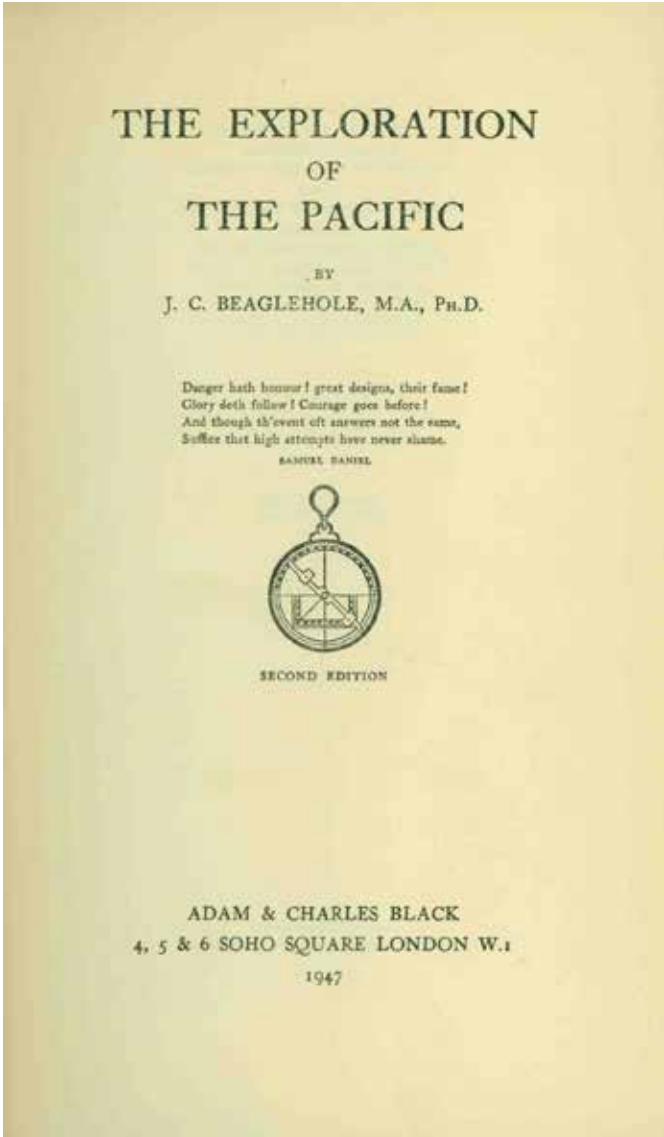 THE EXPLORATION
OF
THE PACIFIC
BY
J. C. BEAGLEHOLE, M.A., PH.D.
Danger hath honour! great designs, their fame!
Glory doth follow! Courage goes before!
And though th'event oft answers not the same,
Suffice that high attempts have never shame.
SAMUEL DANIEL
SECOND EDITION
ADAM & CHARLES BLACK
4, 5 & 6 SOHO SQUARE LONDON W.1
1947